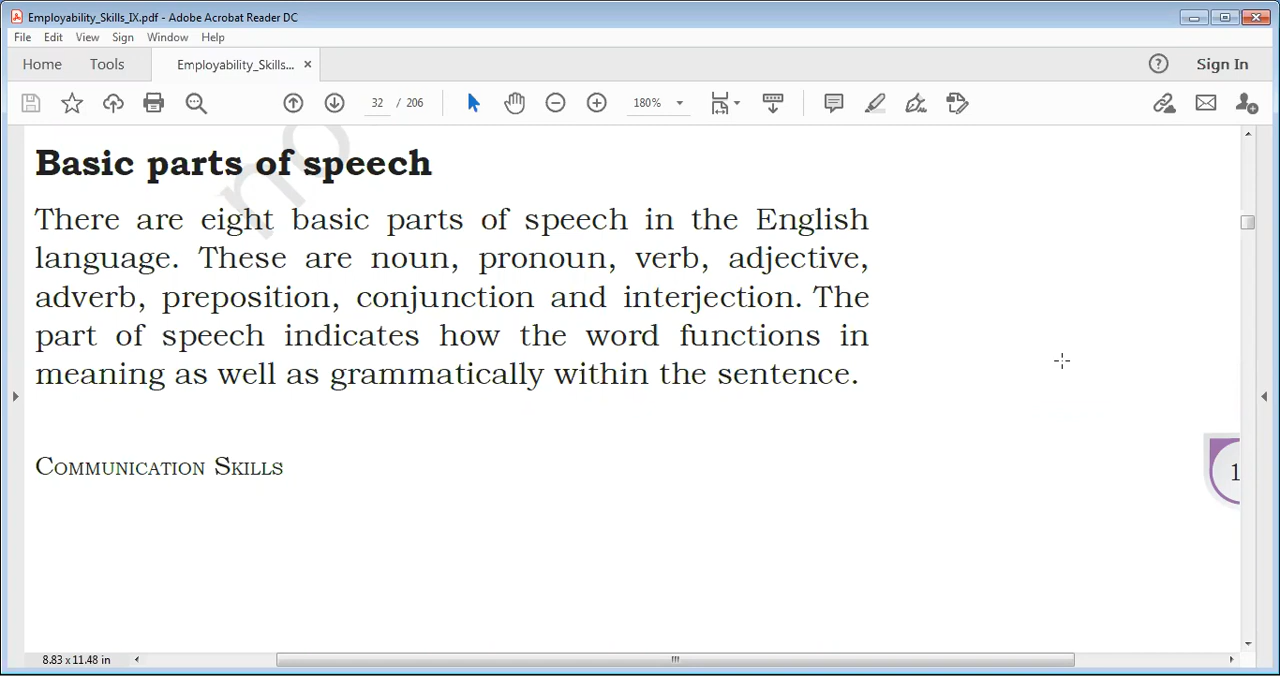 Employability_Skills_IX.pdf - Adobe Acrobat Reader DC
File Edit View Sign Window Help
Home Tools Employability_Skills... × ? Sign In
32 / 206 180%
no
Basic parts of speech
There are eight basic parts of speech in the English
language. These are noun, pronoun, verb, adjective,
adverb, preposition, conjunction and interjection. The
part of speech indicates how the word functions in
meaning as well as grammatically within the sentence.
COMMUNICATION SKILLS
1
8.83 x 11.48 in